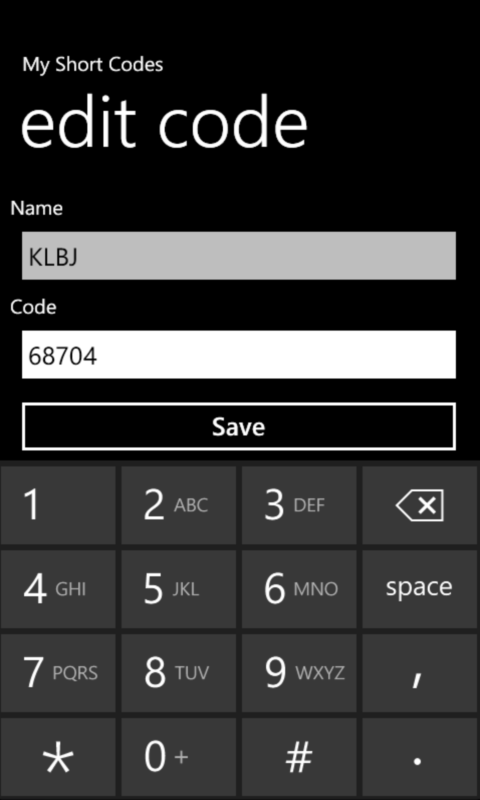 My Short Codes
edit code
Name
KLBJ
Code
68704
Save
1 2 ABC 3 DEF
4 GHI 5 JKL 6 MNO space
7 PQRS 8 TUV 9 WXYZ ,
* 0 + # .